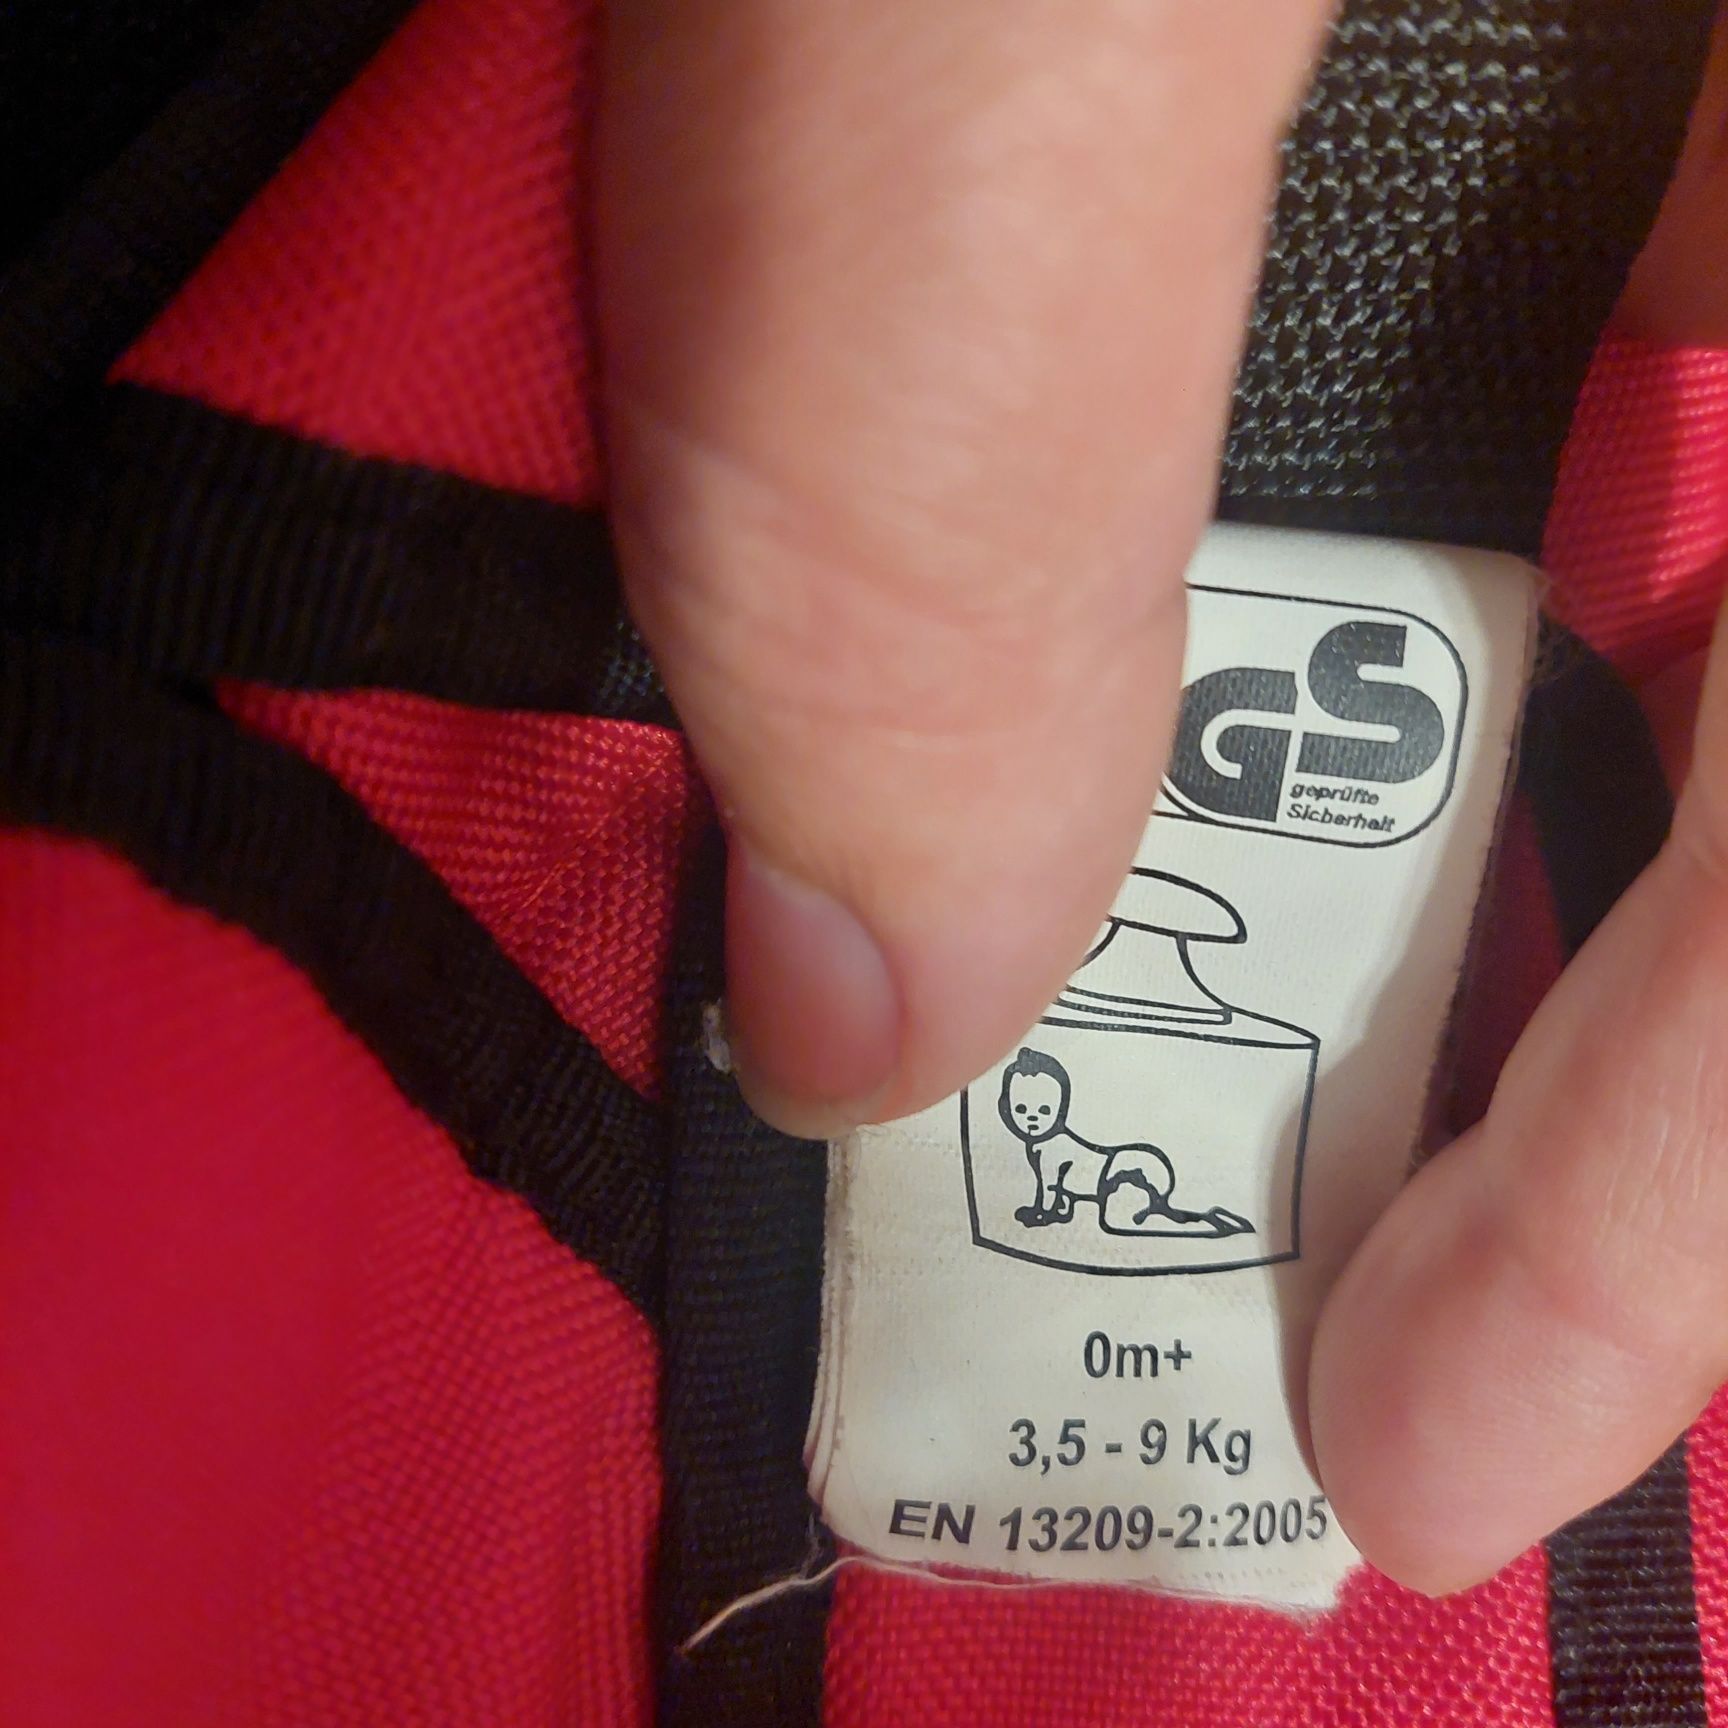 GS
geprüfte
Sicherheit
0m+
3,5 - 9 Kg
EN 13209-2:2005